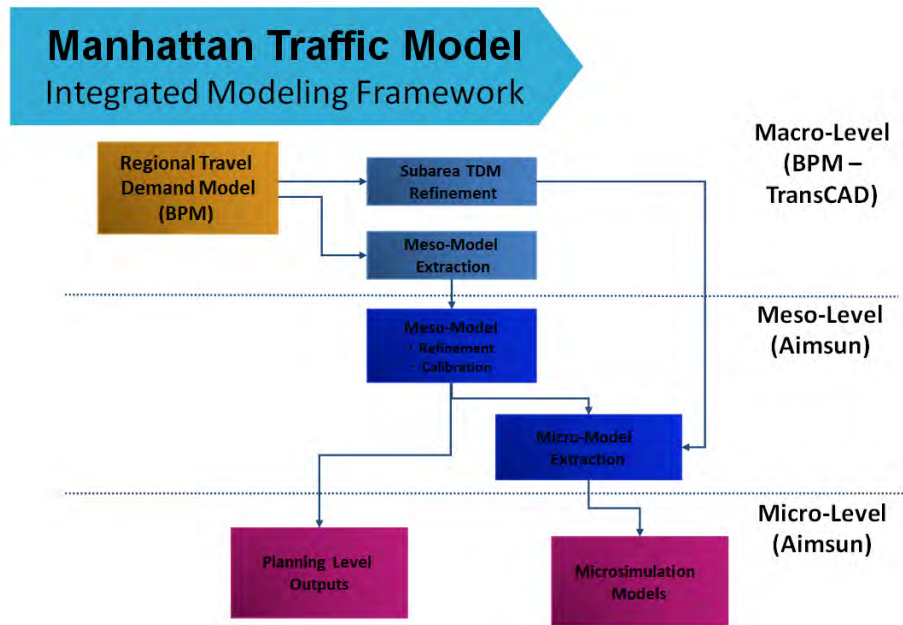 Manhattan Traffic Model
Integrated Modeling Framework
Macro-Level
(BPM –
TransCAD)
Regional Travel
Demand Model
(BPM)
Subarea TDM
Refinement
Meso-Model
Extraction
Meso-Level
(Aimsun)
Meso-Model
· Refinement
· Calibration
Micro-Model
Extraction
Micro-Level
(Aimsun)
Planning Level
Outputs
Microsimulation
Models